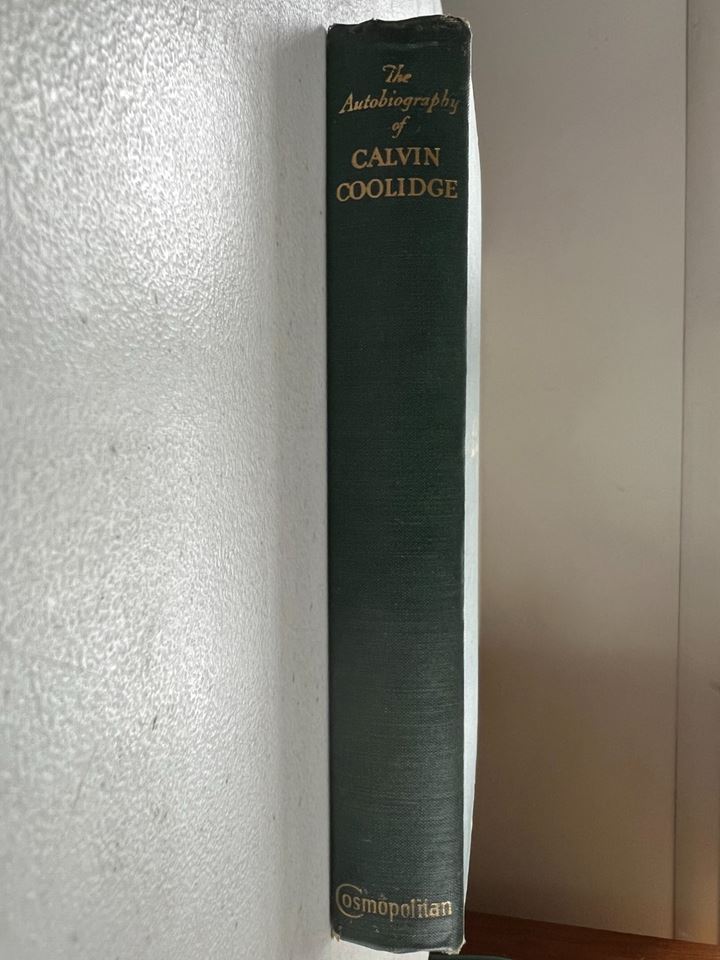 The
Autobiography
of
CALVIN
COOLIDGE
Cosmopolitan